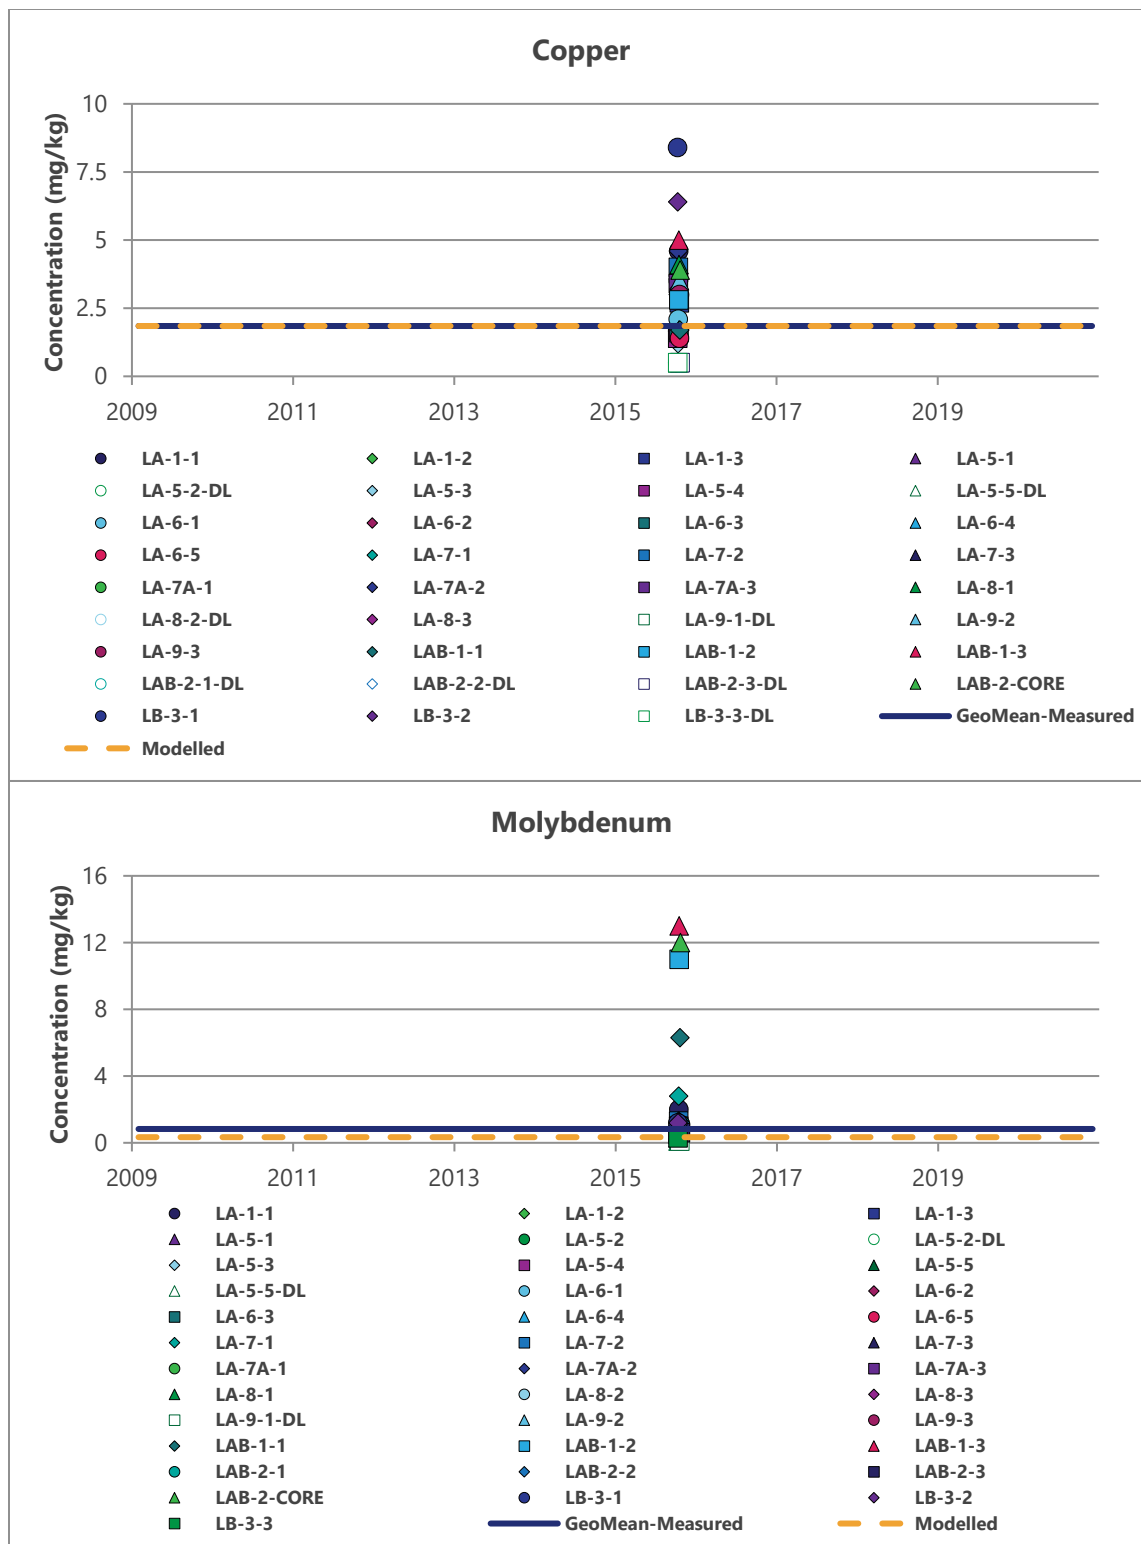 Copper
Concentration (mg/kg)
10
7.5
5
2.5
0
2009 2011 2013 2015 2017 2019
LA-1-1 LA-1-2 LA-1-3 LA-5-1
LA-5-2-DL LA-5-3 LA-5-4 LA-5-5-DL
LA-6-1 LA-6-2 LA-6-3 LA-6-4
LA-6-5 LA-7-1 LA-7-2 LA-7-3
LA-7A-1 LA-7A-2 LA-7A-3 LA-8-1
LA-8-2-DL LA-8-3 LA-9-1-DL LA-9-2
LA-9-3 LAB-1-1 LAB-1-2 LAB-1-3
LAB-2-1-DL LAB-2-2-DL LAB-2-3-DL LAB-2-CORE
LB-3-1 LB-3-2 LB-3-3-DL GeoMean-Measured
Modelled
Molybdenum
Concentration (mg/kg)
16
12
8
4
0
2009 2011 2013 2015 2017 2019
LA-1-1 LA-1-2 LA-1-3
LA-5-1 LA-5-2 LA-5-2-DL
LA-5-3 LA-5-4 LA-5-5
LA-5-5-DL LA-6-1 LA-6-2
LA-6-3 LA-6-4 LA-6-5
LA-7-1 LA-7-2 LA-7-3
LA-7A-1 LA-7A-2 LA-7A-3
LA-8-1 LA-8-2 LA-8-3
LA-9-1-DL LA-9-2 LA-9-3
LAB-1-1 LAB-1-2 LAB-1-3
LAB-2-1 LAB-2-2 LAB-2-3
LAB-2-CORE LB-3-1 LB-3-2
LB-3-3 GeoMean-Measured Modelled